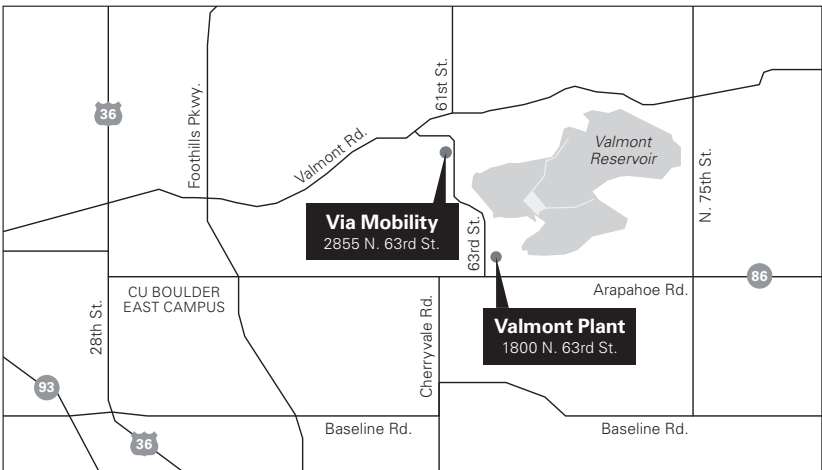 61st St.
36
Foothills Pkwy.
Valmont Rd.
Valmont
Reservoir
N. 75th St.
Via Mobility
2855 N. 63rd St.
63rd St.
86
CU BOULDER
EAST CAMPUS
Arapahoe Rd.
28th St.
Cherryvale Rd.
Valmont Plant
1800 N. 63rd St.
93
Baseline Rd.
Baseline Rd.
36